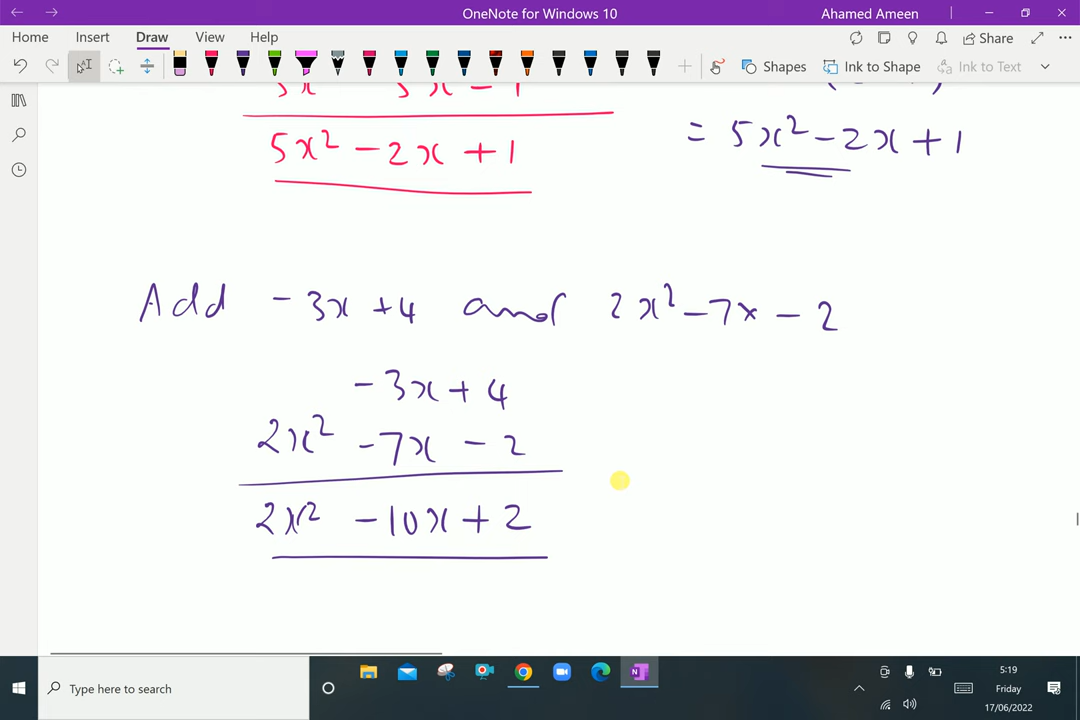 OneNote for Windows 10
Ahamed Ameen
Home Insert Draw View Help
Share
Shapes Ink to Shape Ink to Text
5x² - 2x + 1
= 5x² - 2x + 1
Add - 3x + 4 and 2x² - 7x - 2
- 3x + 4
2x² - 7x - 2
2x² - 10x + 2
Type here to search
5:19
Friday
17/06/2022